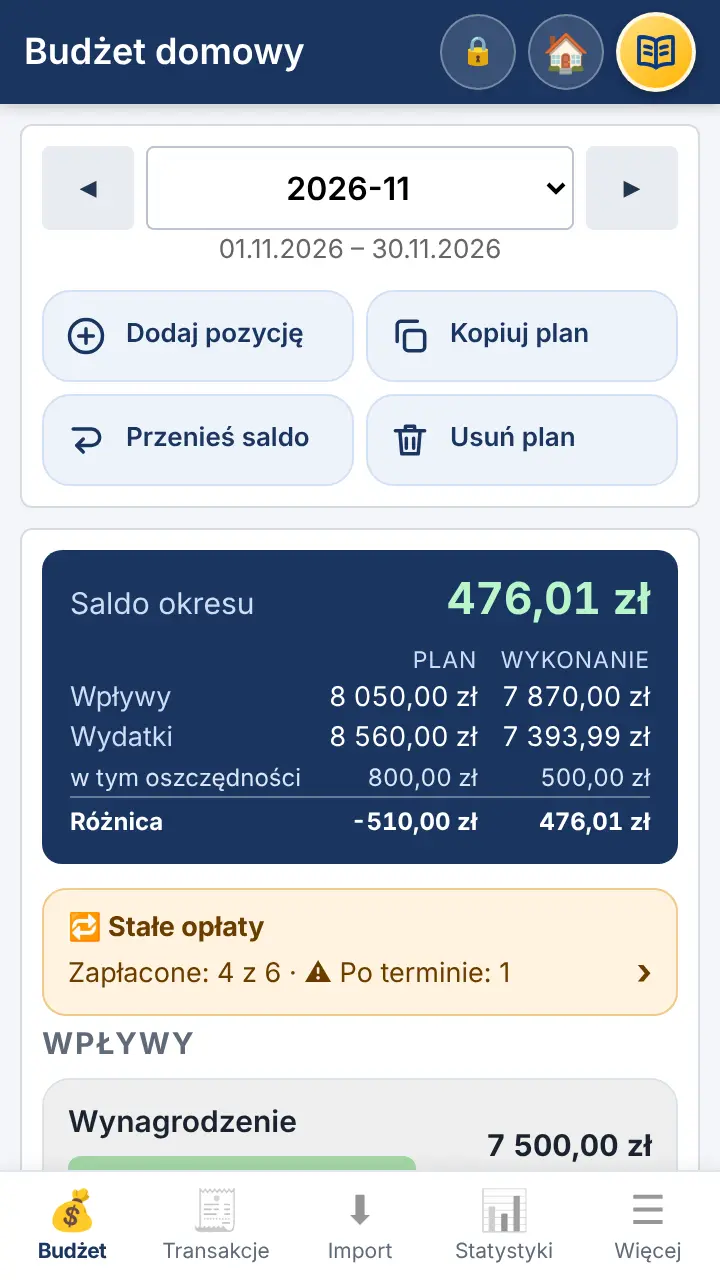 Budżet domowy
2026-11
01.11.2026 – 30.11.2026
Dodaj pozycję
Kopiuj plan
Przenieś saldo
Usuń plan
Saldo okresu 476,01 zł
PLAN WYKONANIE
Wpływy 8 050,00 zł 7 870,00 zł
Wydatki 8 560,00 zł 7 393,99 zł
w tym oszczędności 800,00 zł 500,00 zł
Różnica -510,00 zł 476,01 zł
Stałe opłaty
Zapłacone: 4 z 6 · ⚠ Po terminie: 1
WPŁYWY
Wynagrodzenie
7 500,00 zł
Budżet
Transakcje
Import
Statystyki
Więcej